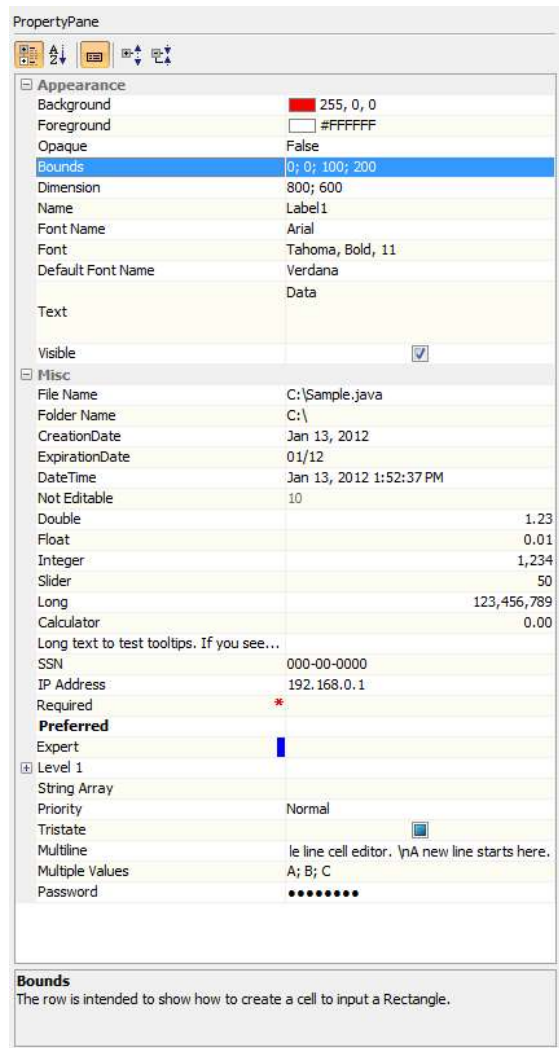 PropertyPane
Appearance
Background 255, 0, 0
Foreground #FFFFFF
Opaque False
Bounds 0; 0; 100; 200
Dimension 800; 600
Name Label1
Font Name Arial
Font Tahoma, Bold, 11
Default Font Name Verdana
Text Data
Visible
Misc
File Name C:\Sample.java
Folder Name C:\
CreationDate Jan 13, 2012
ExpirationDate 01/12
DateTime Jan 13, 2012 1:52:37 PM
Not Editable 10
Double 1.23
Float 0.01
Integer 1,234
Slider 50
Long 123,456,789
Calculator 0.00
Long text to test tooltips. If you see...
SSN 000-00-0000
IP Address 192.168.0.1
Required *
Preferred
Expert
Level 1
String Array
Priority Normal
Tristate
Multiline le line cell editor. \nA new line starts here.
Multiple Values A; B; C
Password ●●●●●●●●
Bounds
The row is intended to show how to create a cell to input a Rectangle.